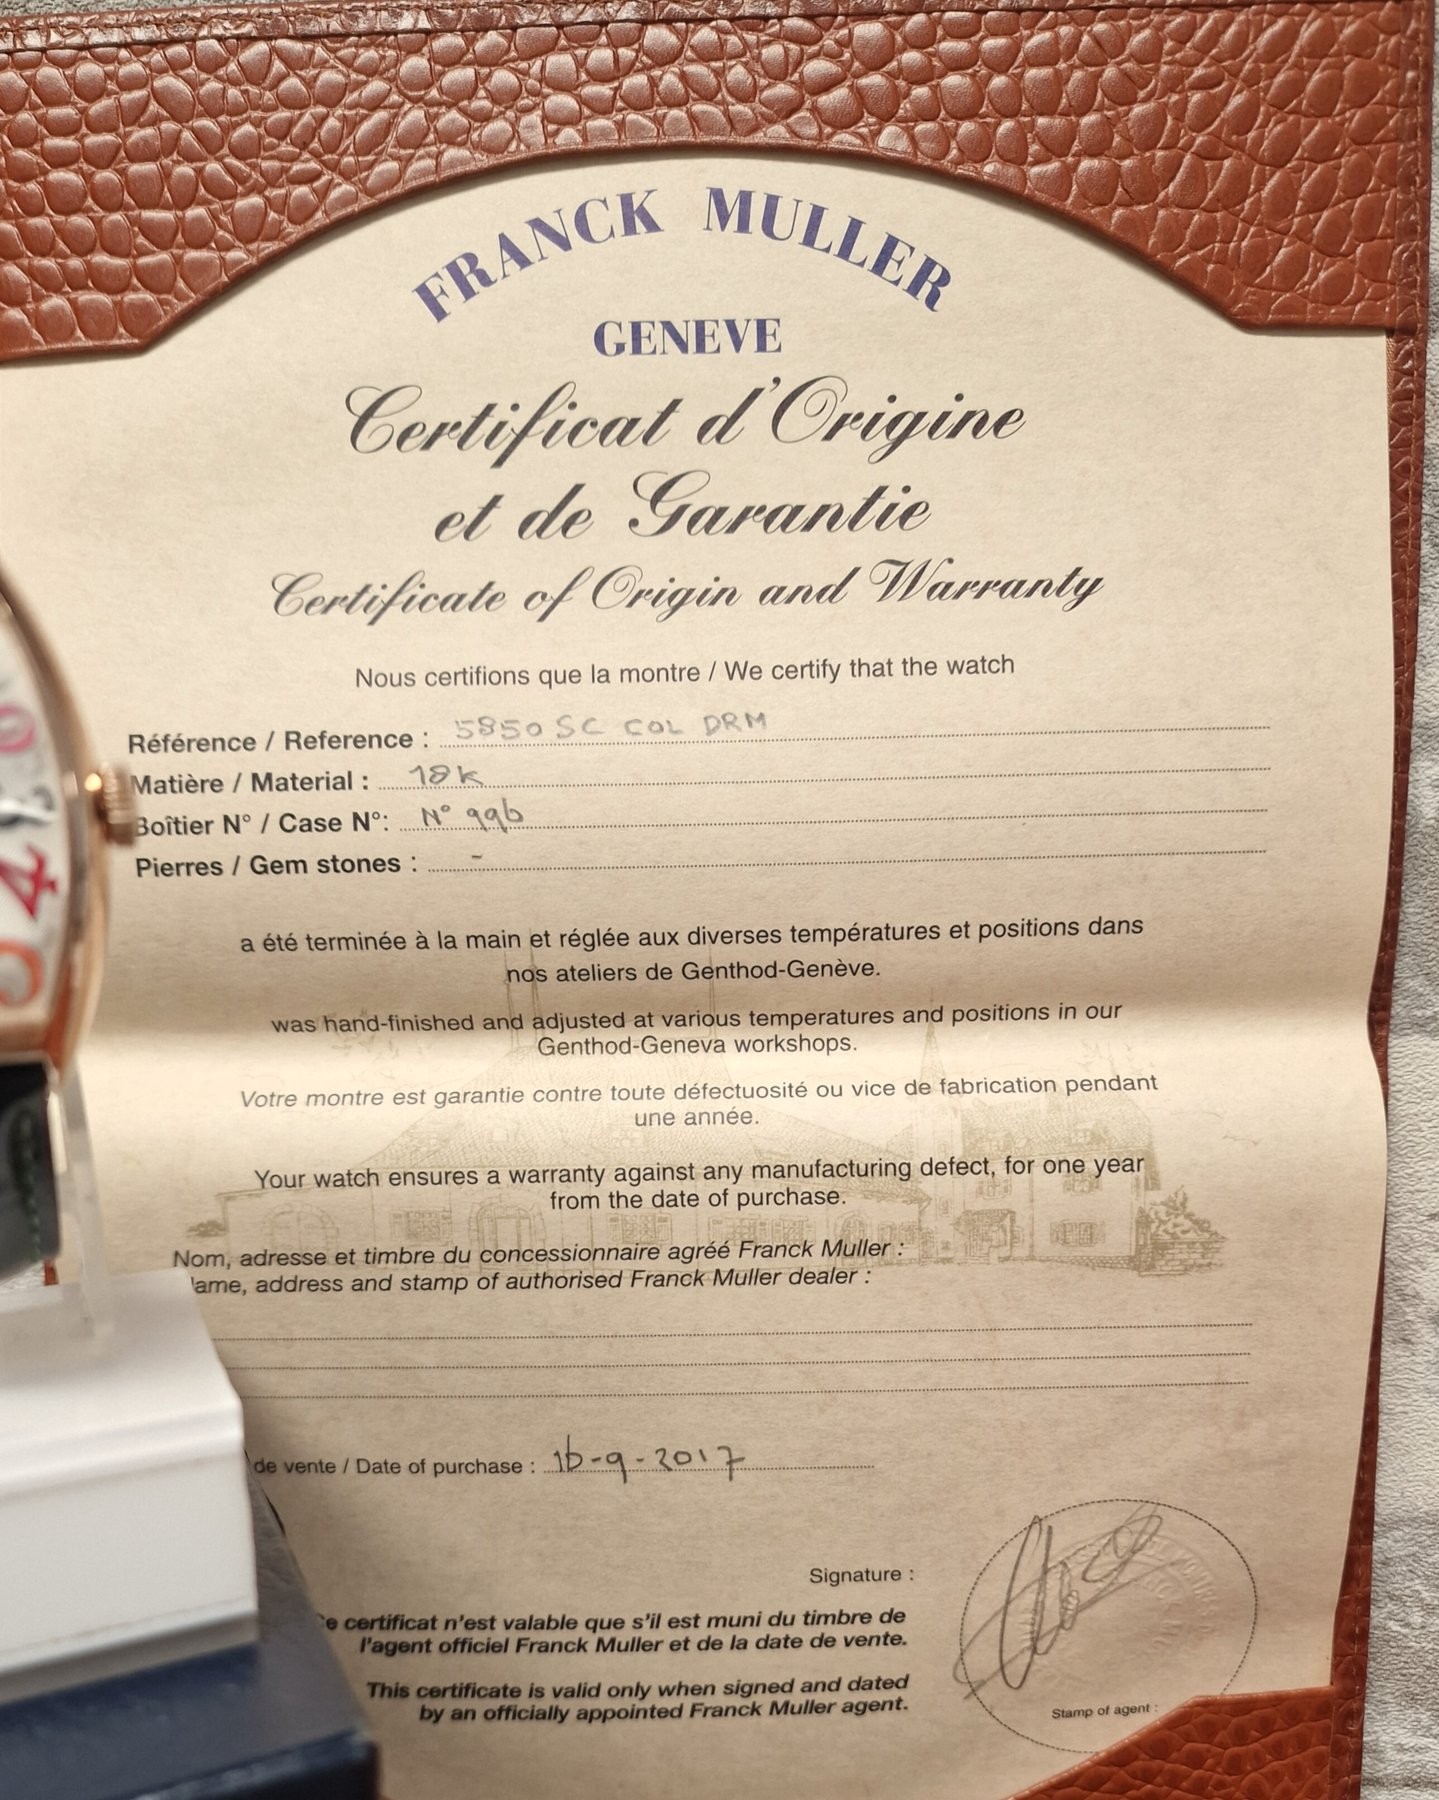 FRANCK MULLER
GENEVE
Certificat d'Origine
et de Garantie
Certificate of Origin and Warranty
Nous certifions que la montre / We certify that the watch
Référence / Reference : 5850 SC COL DRM
Matière / Material : 18K
Boîtier N° / Case N°: N° 996
Pierres / Gem stones : -
a été terminée à la main et réglée aux diverses températures et positions dans
nos ateliers de Genthod-Genève.
was hand-finished and adjusted at various temperatures and positions in our
Genthod-Geneva workshops.
Votre montre est garantie contre toute défectuosité ou vice de fabrication pendant
une année.
Your watch ensures a warranty against any manufacturing defect, for one year
from the date of purchase.
Nom, adresse et timbre du concessionnaire agréé Franck Muller :
ame, address and stamp of authorised Franck Muller dealer :
de vente / Date of purchase : 16-9-2017
Signature :
e certificat n'est valable que s'il est muni du timbre de
l'agent officiel Franck Muller et de la date de vente.
This certificate is valid only when signed and dated
by an officially appointed Franck Muller agent.
Stamp of agent :